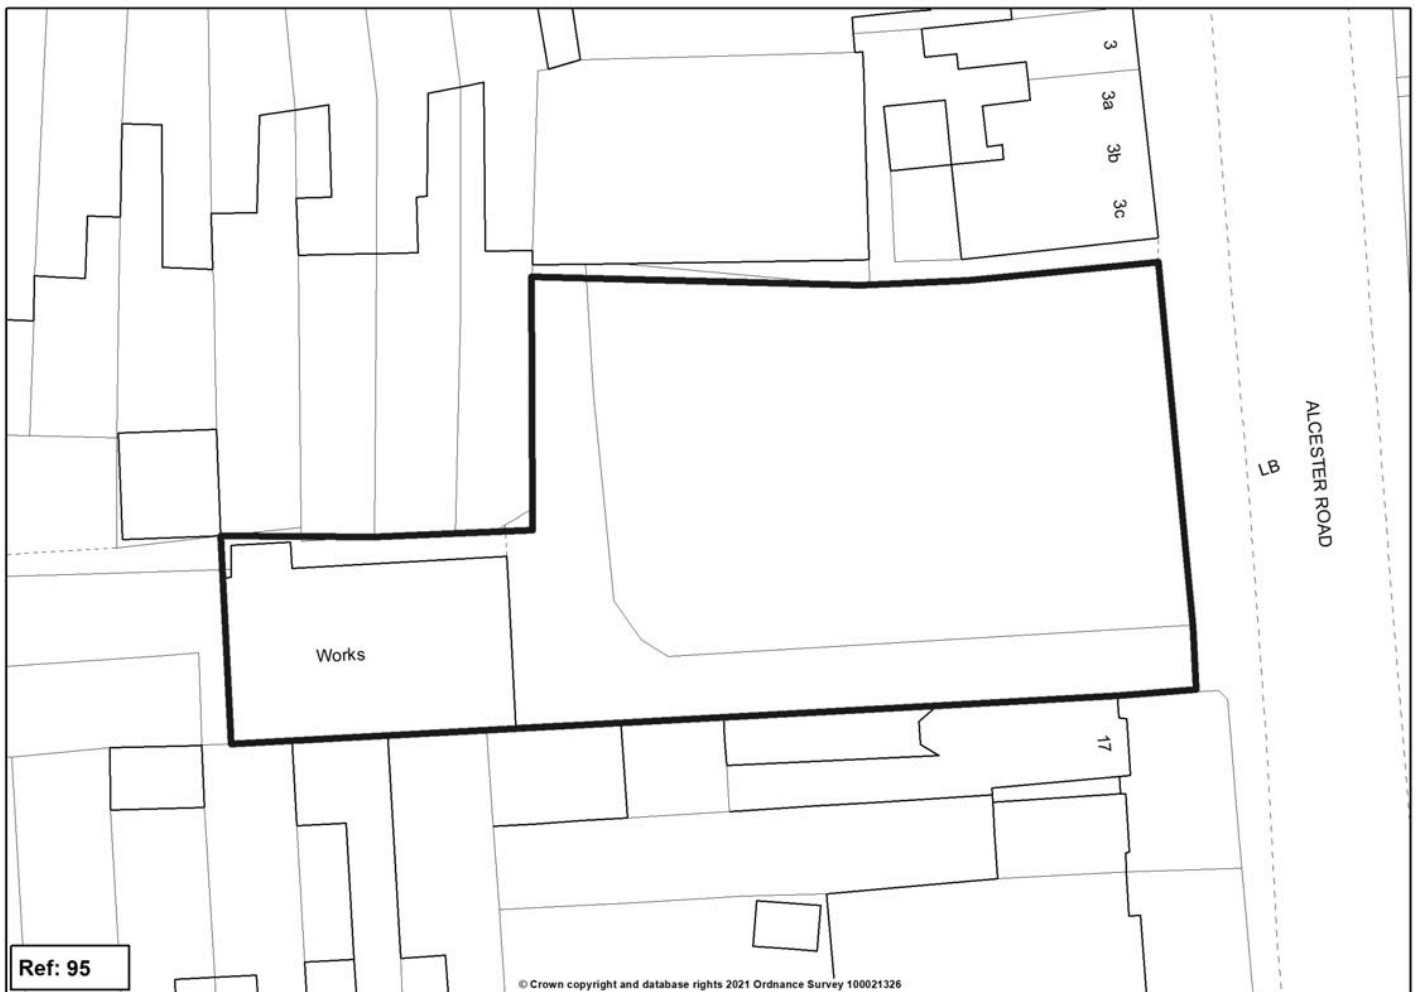 3
3a
3b
3c
ALCESTER ROAD
LB
Works
17
Ref: 95
© Crown copyright and database rights 2021 Ordnance Survey 100021326